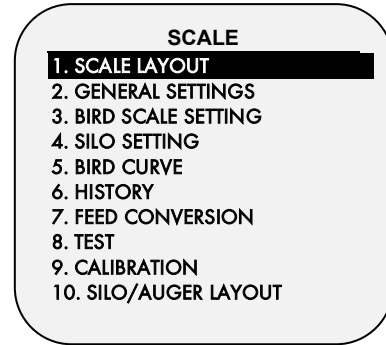 SCALE
1. SCALE LAYOUT
2. GENERAL SETTINGS
3. BIRD SCALE SETTING
4. SILO SETTING
5. BIRD CURVE
6. HISTORY
7. FEED CONVERSION
8. TEST
9. CALIBRATION
10. SILO/AUGER LAYOUT